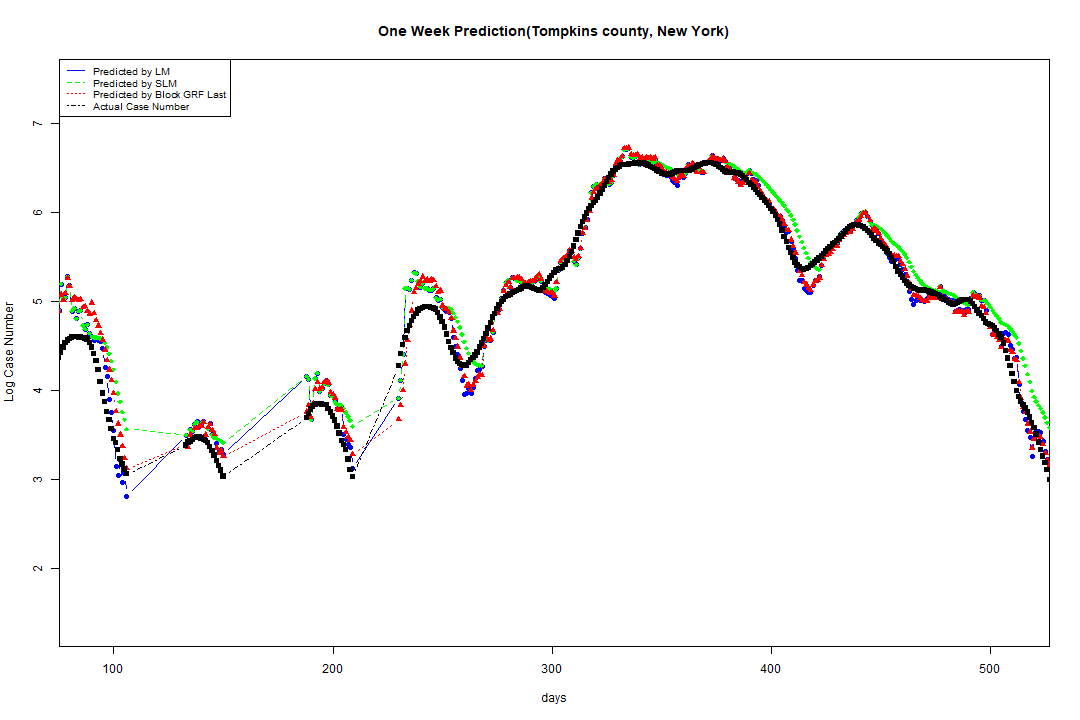 One Week Prediction(Tompkins county, New York)
Predicted by LM
Predicted by SLM
Predicted by Block GRF Last
Actual Case Number
Log Case Number
7
6
5
4
3
2
100 200 300 400 500
days